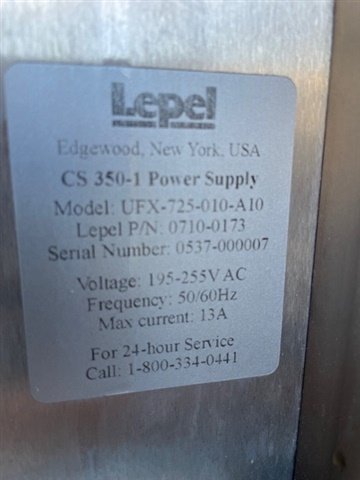 Lepel
Edgewood, New York, USA
CS 350-1 Power Supply
Model: UFX-725-010-A10
Lepel P/N: 0710-0173
Serial Number: 0537-000007
Voltage: 195-255V AC
Frequency: 50/60Hz
Max current: 13A
For 24-hour Service
Call: 1-800-334-0441